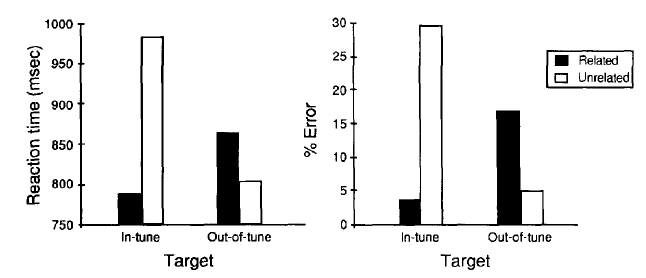 Reaction time (msec)
1000
950
900
850
800
750
In-tune
Out-of-tune
Target
% Error
30
25
20
15
10
5
0
In-tune
Out-of-tune
Target
Related
Unrelated